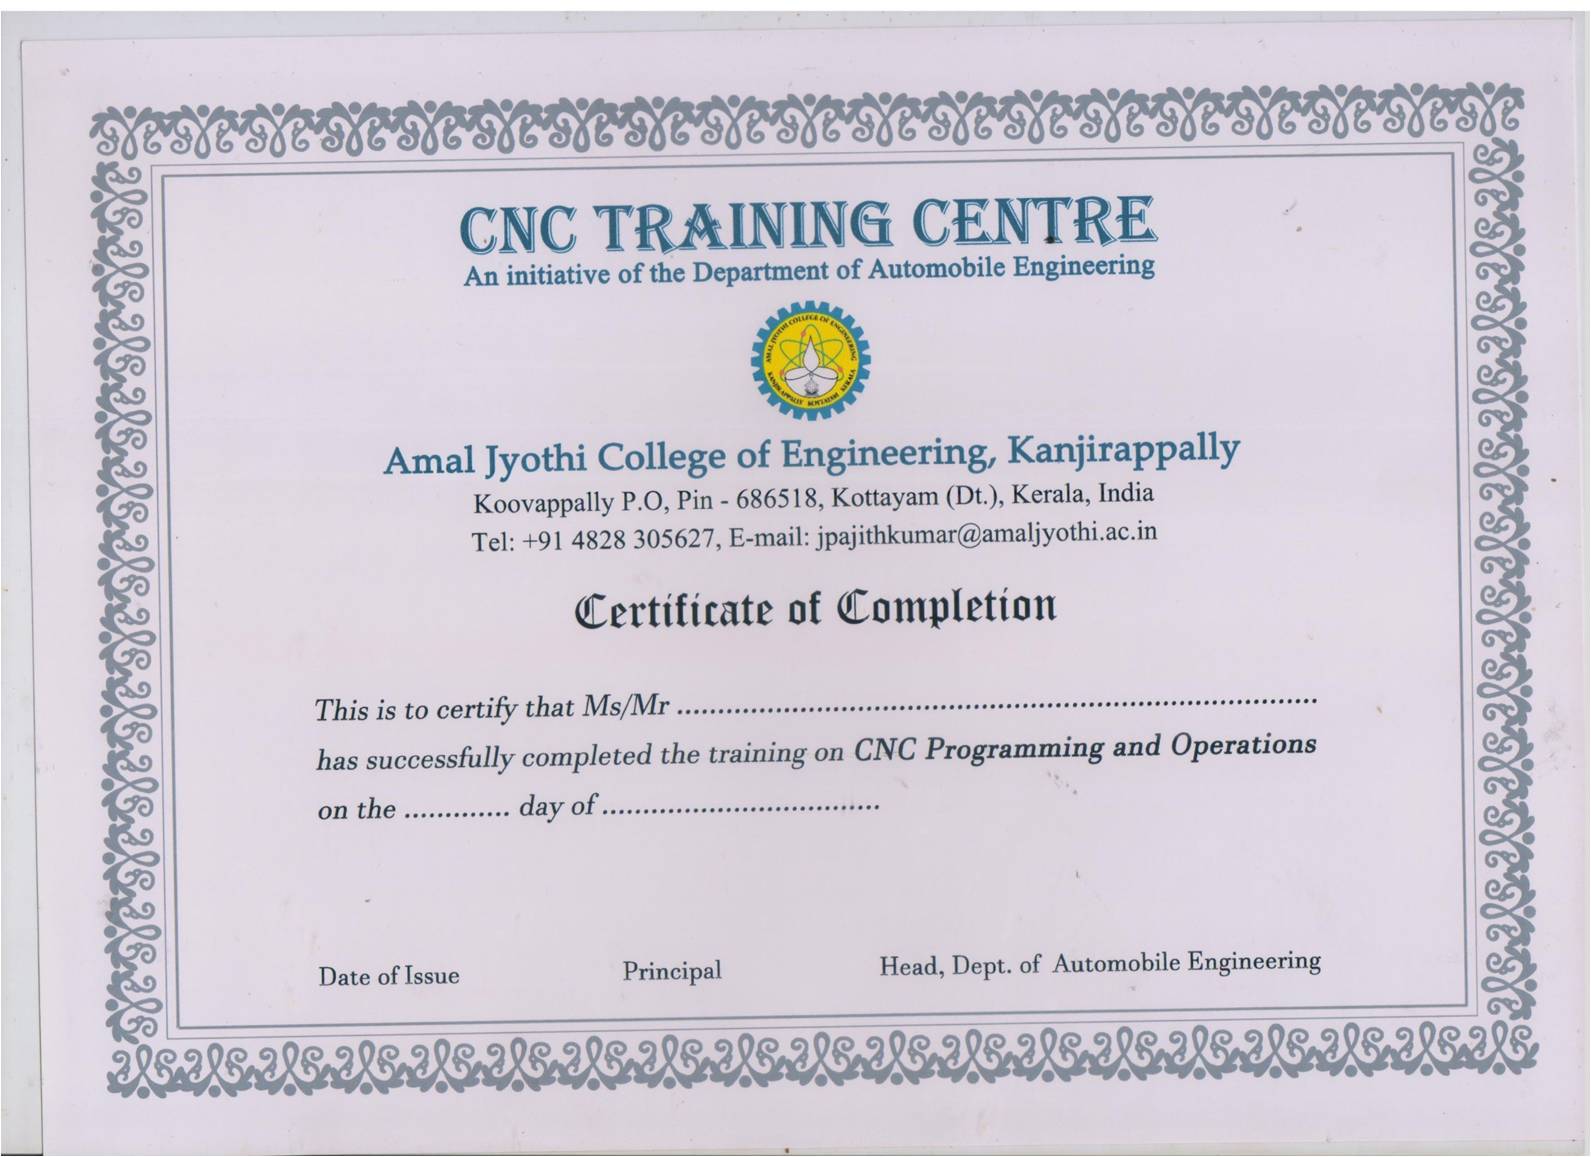 CNC TRAINING CENTRE
An initiative of the Department of Automobile Engineering
AMAL JYOTHI COLLEGE OF ENGINEERING
KANJIRAPPALLY KOTTAYAM KERALA
Amal Jyothi College of Engineering, Kanjirappally
Koovappally P.O, Pin - 686518, Kottayam (Dt.), Kerala, India
Tel: +91 4828 305627, E-mail: jpajithkumar@amaljyothi.ac.in
Certificate of Completion
This is to certify that Ms/Mr ................................................................................
has successfully completed the training on CNC Programming and Operations
on the ............. day of ..................................
Date of Issue Principal Head, Dept. of Automobile Engineering